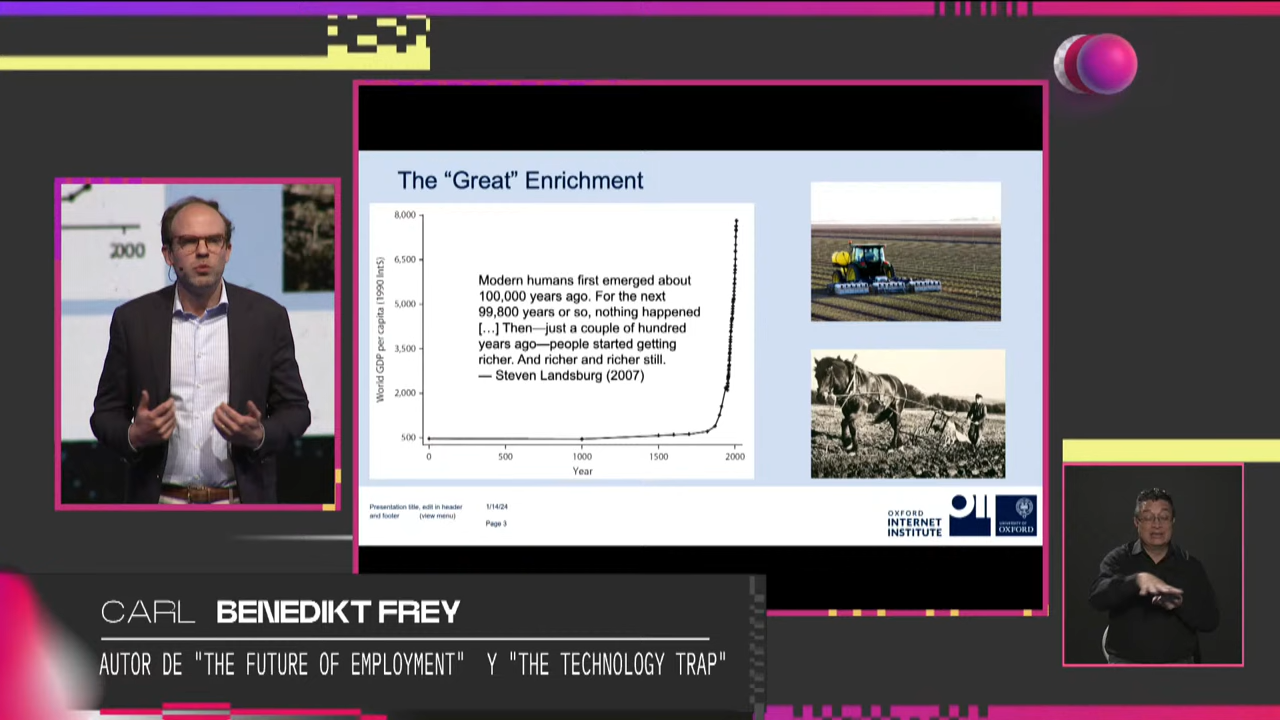 The “Great” Enrichment
8,000
6,500
5,000
3,500
2,000
500
World GDP per capita (1990 Int$)
0
500
1000
1500
2000
Year
Modern humans first emerged about
100,000 years ago. For the next
99,800 years or so, nothing happened
[...] Then—just a couple of hundred
years ago—people started getting
richer. And richer and richer still.
— Steven Landsburg (2007)
2000
Presentation title, edit in header
and footer (view menu)
1/14/24
Page 3
OXFORD
INTERNET
INSTITUTE
OII
UNIVERSITY OF
OXFORD
CARL BENEDIKT FREY
AUTOR DE "THE FUTURE OF EMPLOYMENT" Y "THE TECHNOLOGY TRAP"